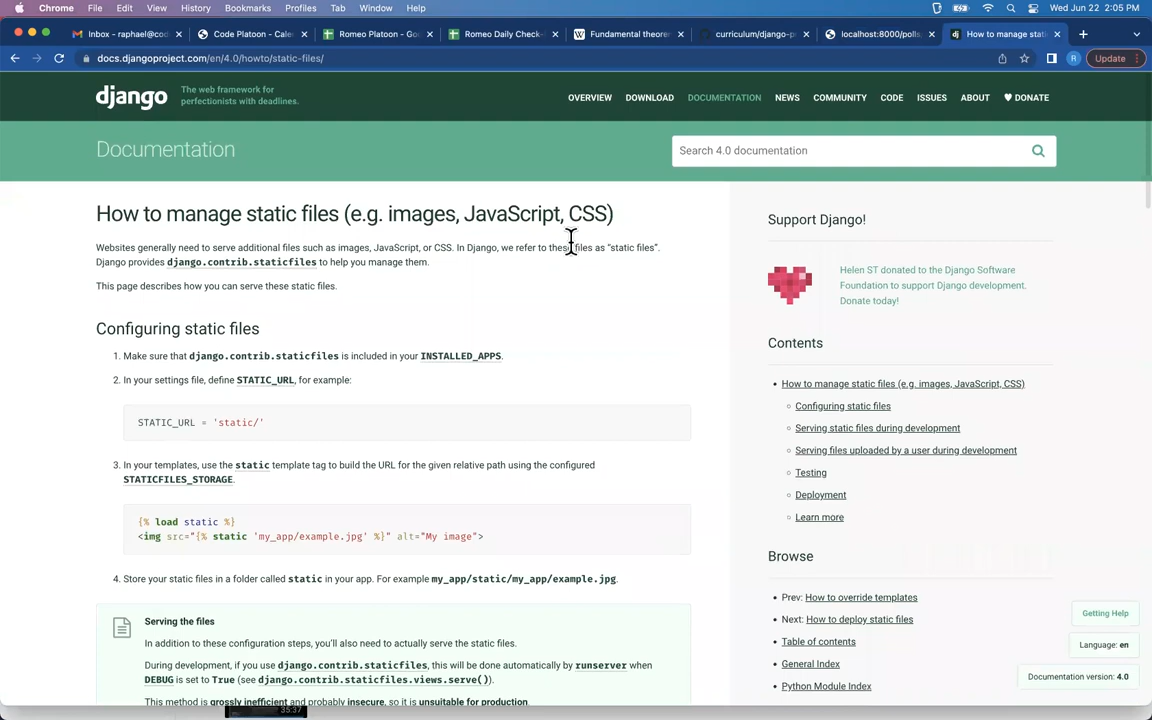 Chrome File Edit View History Bookmarks Profiles Tab Window Help Wed Jun 22 2:05 PM
Inbox - raphael@code Code Platoon - Cale Romeo Platoon - Go Romeo Daily Check- Fundamental theore curriculum/django-p localhost:8000/polls How to manage stati
docs.djangoproject.com/en/4.0/howto/static-files/ R Update
django
The web framework for
perfectionists with deadlines.
OVERVIEW DOWNLOAD DOCUMENTATION NEWS COMMUNITY CODE ISSUES ABOUT ♥ DONATE
Documentation
Search 4.0 documentation
How to manage static files (e.g. images, JavaScript, CSS)
Websites generally need to serve additional files such as images, JavaScript, or CSS. In Django, we refer to these files as “static files”.
Django provides django.contrib.staticfiles to help you manage them.
This page describes how you can serve these static files.
Configuring static files
1. Make sure that django.contrib.staticfiles is included in your INSTALLED_APPS.
2. In your settings file, define STATIC_URL, for example:
STATIC_URL = 'static/'
3. In your templates, use the static template tag to build the URL for the given relative path using the configured
STATICFILES_STORAGE.
{% load static %}
<img src="{% static 'my_app/example.jpg' %}" alt="My image">
4. Store your static files in a folder called static in your app. For example my_app/static/my_app/example.jpg.
Serving the files
In addition to these configuration steps, you’ll also need to actually serve the static files.
During development, if you use django.contrib.staticfiles, this will be done automatically by runserver when
DEBUG is set to True (see django.contrib.staticfiles.views.serve()).
This method is grossly inefficient and probably insecure, so it is unsuitable for production.
Support Django!
Helen ST donated to the Django Software
Foundation to support Django development.
Donate today!
Contents
• How to manage static files (e.g. images, JavaScript, CSS)
Configuring static files
Serving static files during development
Serving files uploaded by a user during development
Testing
Deployment
Learn more
Browse
• Prev: How to override templates
• Next: How to deploy static files
• Table of contents
• General Index
• Python Module Index
Getting Help
Language: en
Documentation version: 4.0
35:37